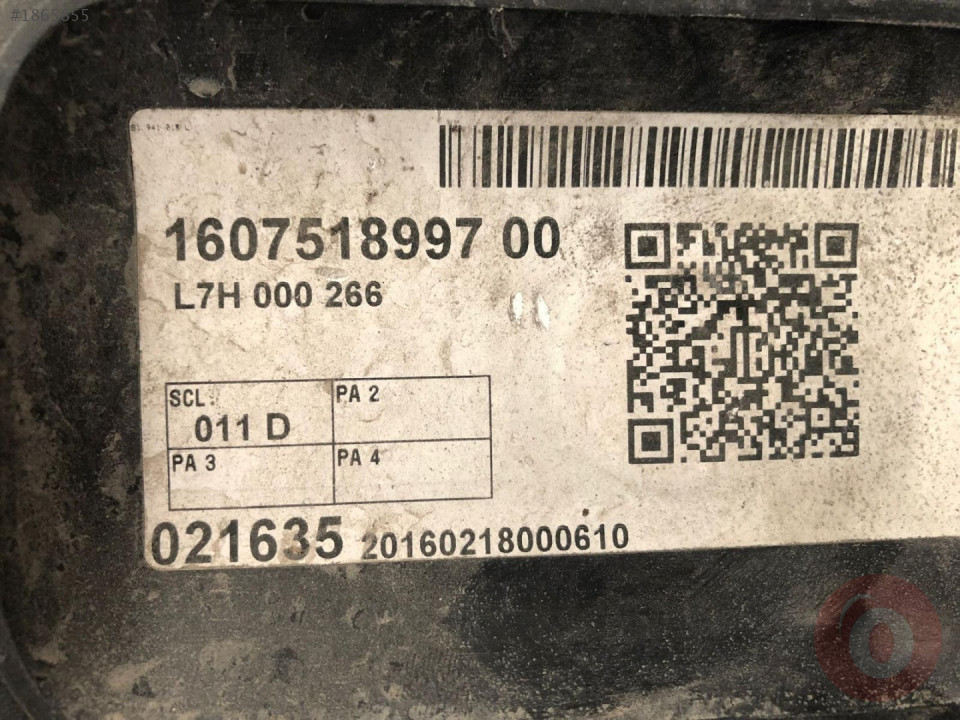 1607518997 00
L7H 000 266
SCL
011 D
PA 2
PA 3
PA 4
021635 20160218000610